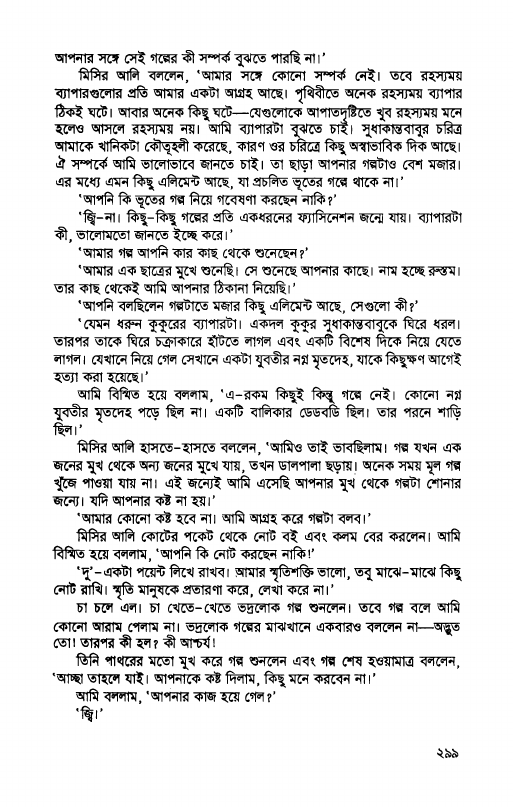 আপনার সঙ্গে সেই গল্পের কী সম্পর্ক বুঝতে পারছি না।’
মিসির আলি বললেন, ‘আমার সঙ্গে কোনো সম্পর্ক নেই। তবে রহস্যময়
ব্যাপারগুলোর প্রতি আমার একটা আগ্রহ আছে। পৃথিবীতে অনেক রহস্যময় ব্যাপার
ঠিকই ঘটে। আবার অনেক কিছু ঘটে—যেগুলোকে আপাতদৃষ্টিতে খুব রহস্যময় মনে
হলেও আসলে রহস্যময় নয়। আমি ব্যাপারটা বুঝতে চাই। সুধাকান্তবাবুর চরিত্র
আমাকে খানিকটা কৌতূহলী করেছে, কারণ ওর চরিত্রে কিছু অস্বাভাবিক দিক আছে।
ঐ সম্পর্কে আমি ভালোভাবে জানতে চাই। তা ছাড়া আপনার গল্পটাও বেশ মজার।
এর মধ্যে এমন কিছু এলিমেন্ট আছে, যা প্রচলিত ভূতের গল্পে থাকে না।’
‘আপনি কি ভূতের গল্প নিয়ে গবেষণা করছেন নাকি?’
‘জ্বি-না। কিছু-কিছু গল্পের প্রতি একধরনের ফ্যাসিনেশন জন্মে যায়। ব্যাপারটা
কী, ভালোমতো জানতে ইচ্ছে করে।’
‘আমার গল্প আপনি কার কাছ থেকে শুনেছেন?’
‘আমার এক ছাত্রের মুখে শুনেছি। সে শুনেছে আপনার কাছে। নাম হচ্ছে রুস্তম।
তার কাছ থেকেই আমি আপনার ঠিকানা নিয়েছি।’
‘আপনি বলছিলেন গল্পটাতে মজার কিছু এলিমেন্ট আছে, সেগুলো কী?’
‘যেমন ধরুন কুকুরের ব্যাপারটা। একদল কুকুর সুধাকান্তবাবুকে ঘিরে ধরল।
তারপর তাকে ঘিরে চক্রাকারে হাঁটতে লাগল এবং একটি বিশেষ দিকে নিয়ে যেতে
লাগল। যেখানে নিয়ে গেল সেখানে একটা যুবতীর নগ্ন মৃতদেহ, যাকে কিছুক্ষণ আগেই
হত্যা করা হয়েছে।’
আমি বিস্মিত হয়ে বললাম, ‘এ-রকম কিছুই কিন্তু গল্পে নেই। কোনো নগ্ন
যুবতীর মৃতদেহ পড়ে ছিল না। একটি বালিকার ডেডবডি ছিল। তার পরনে শাড়ি
ছিল।’
মিসির আলি হাসতে-হাসতে বললেন, ‘আমিও তাই ভাবছিলাম। গল্প যখন এক
জনের মুখ থেকে অন্য জনের মুখে যায়, তখন ডালপালা ছড়ায়। অনেক সময় মূল গল্প
খুঁজে পাওয়া যায় না। এই জন্যেই আমি এসেছি আপনার মুখ থেকে গল্পটা শোনার
জন্যে। যদি আপনার কষ্ট না হয়।’
‘আমার কোনো কষ্ট হবে না। আমি আগ্রহ করে গল্পটা বলব।’
মিসির আলি কোটের পকেট থেকে নোট বই এবং কলম বের করলেন। আমি
বিস্মিত হয়ে বললাম, ‘আপনি কি নোট করছেন নাকি!’
‘দু’-একটা পয়েন্ট লিখে রাখব। আমার স্মৃতিশক্তি ভালো, তবু মাঝে-মাঝে কিছু
নোট রাখি। স্মৃতি মানুষকে প্রতারণা করে, লেখা করে না।’
চা চলে এল। চা খেতে-খেতে ভদ্রলোক গল্প শুনলেন। তবে গল্প বলে আমি
কোনো আরাম পেলাম না। ভদ্রলোক গল্পের মাঝখানে একবারও বললেন না—অদ্ভুত
তো! তারপর কী হল? কী আশ্চর্য!
তিনি পাথরের মতো মুখ করে গল্প শুনলেন এবং গল্প শেষ হওয়ামাত্র বললেন,
‘আচ্ছা তাহলে যাই। আপনাকে কষ্ট দিলাম, কিছু মনে করবেন না।’
আমি বললাম, ‘আপনার কাজ হয়ে গেল?’
‘জ্বি।’
২৯৯